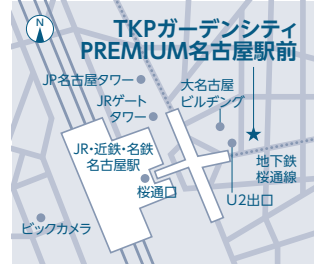 N
TKPガーデンシティ
PREMIUM名古屋駅前
JP名古屋タワー
JRゲート
タワー
大名古屋
ビルヂング
JR・近鉄・名鉄
名古屋駅
桜通口
地下鉄
桜通線
U2出口
ビックカメラ